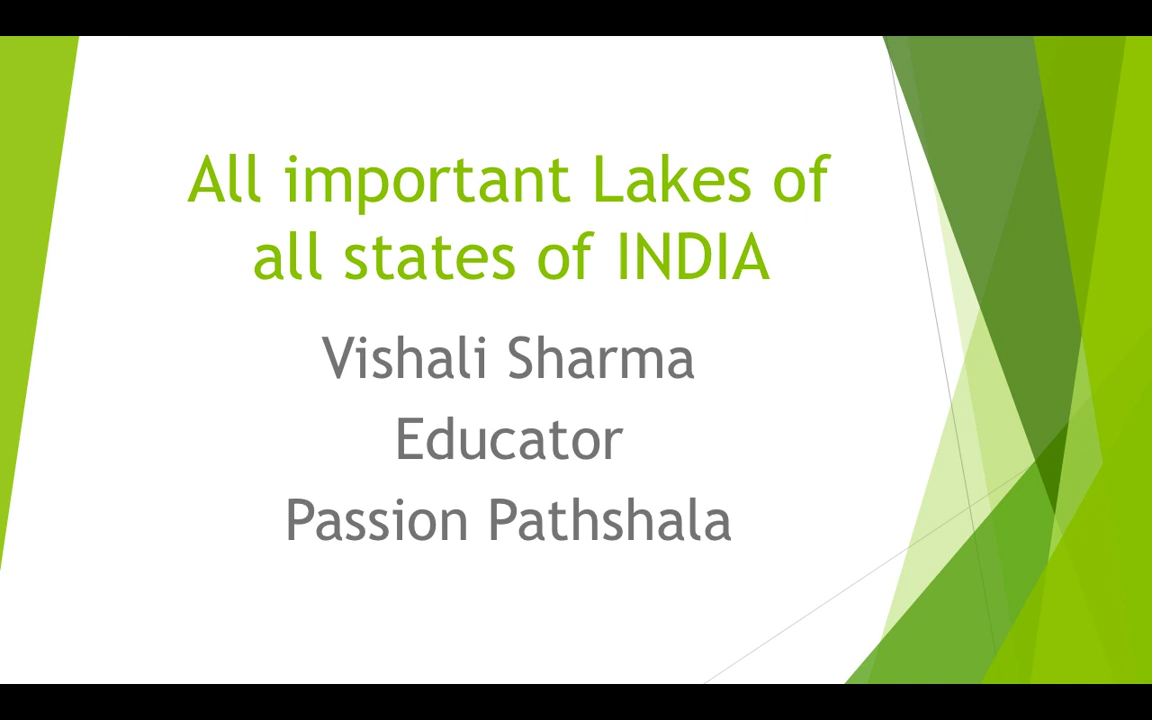 All important Lakes of
all states of INDIA
Vishali Sharma
Educator
Passion Pathshala